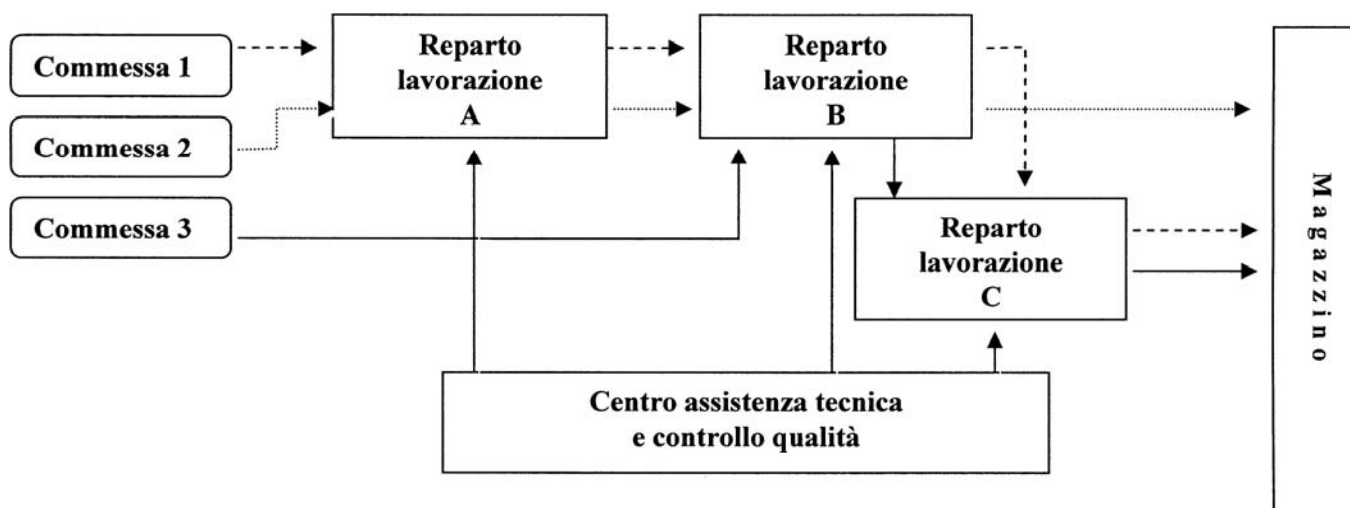 Commessa 1
Commessa 2
Commessa 3
Reparto
lavorazione
A
Reparto
lavorazione
B
Reparto
lavorazione
C
Centro assistenza tecnica
e controllo qualità
Magazzino